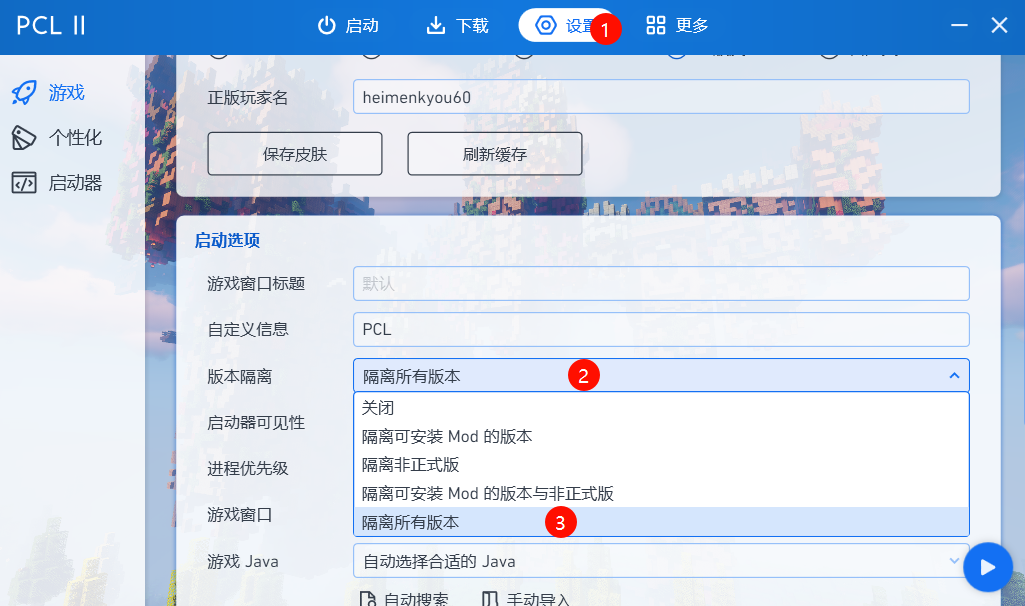 PCL II
启动
下载
设置
1
更多
游戏
个性化
启动器
正版玩家名
heimenkyou60
保存皮肤
刷新缓存
启动选项
游戏窗口标题
默认
自定义信息
PCL
版本隔离
隔离所有版本
2
关闭
启动器可见性
隔离可安装 Mod 的版本
隔离非正式版
进程优先级
隔离可安装 Mod 的版本与非正式版
游戏窗口
隔离所有版本
3
游戏 Java
自动选择合适的 Java
自动搜索
手动导入